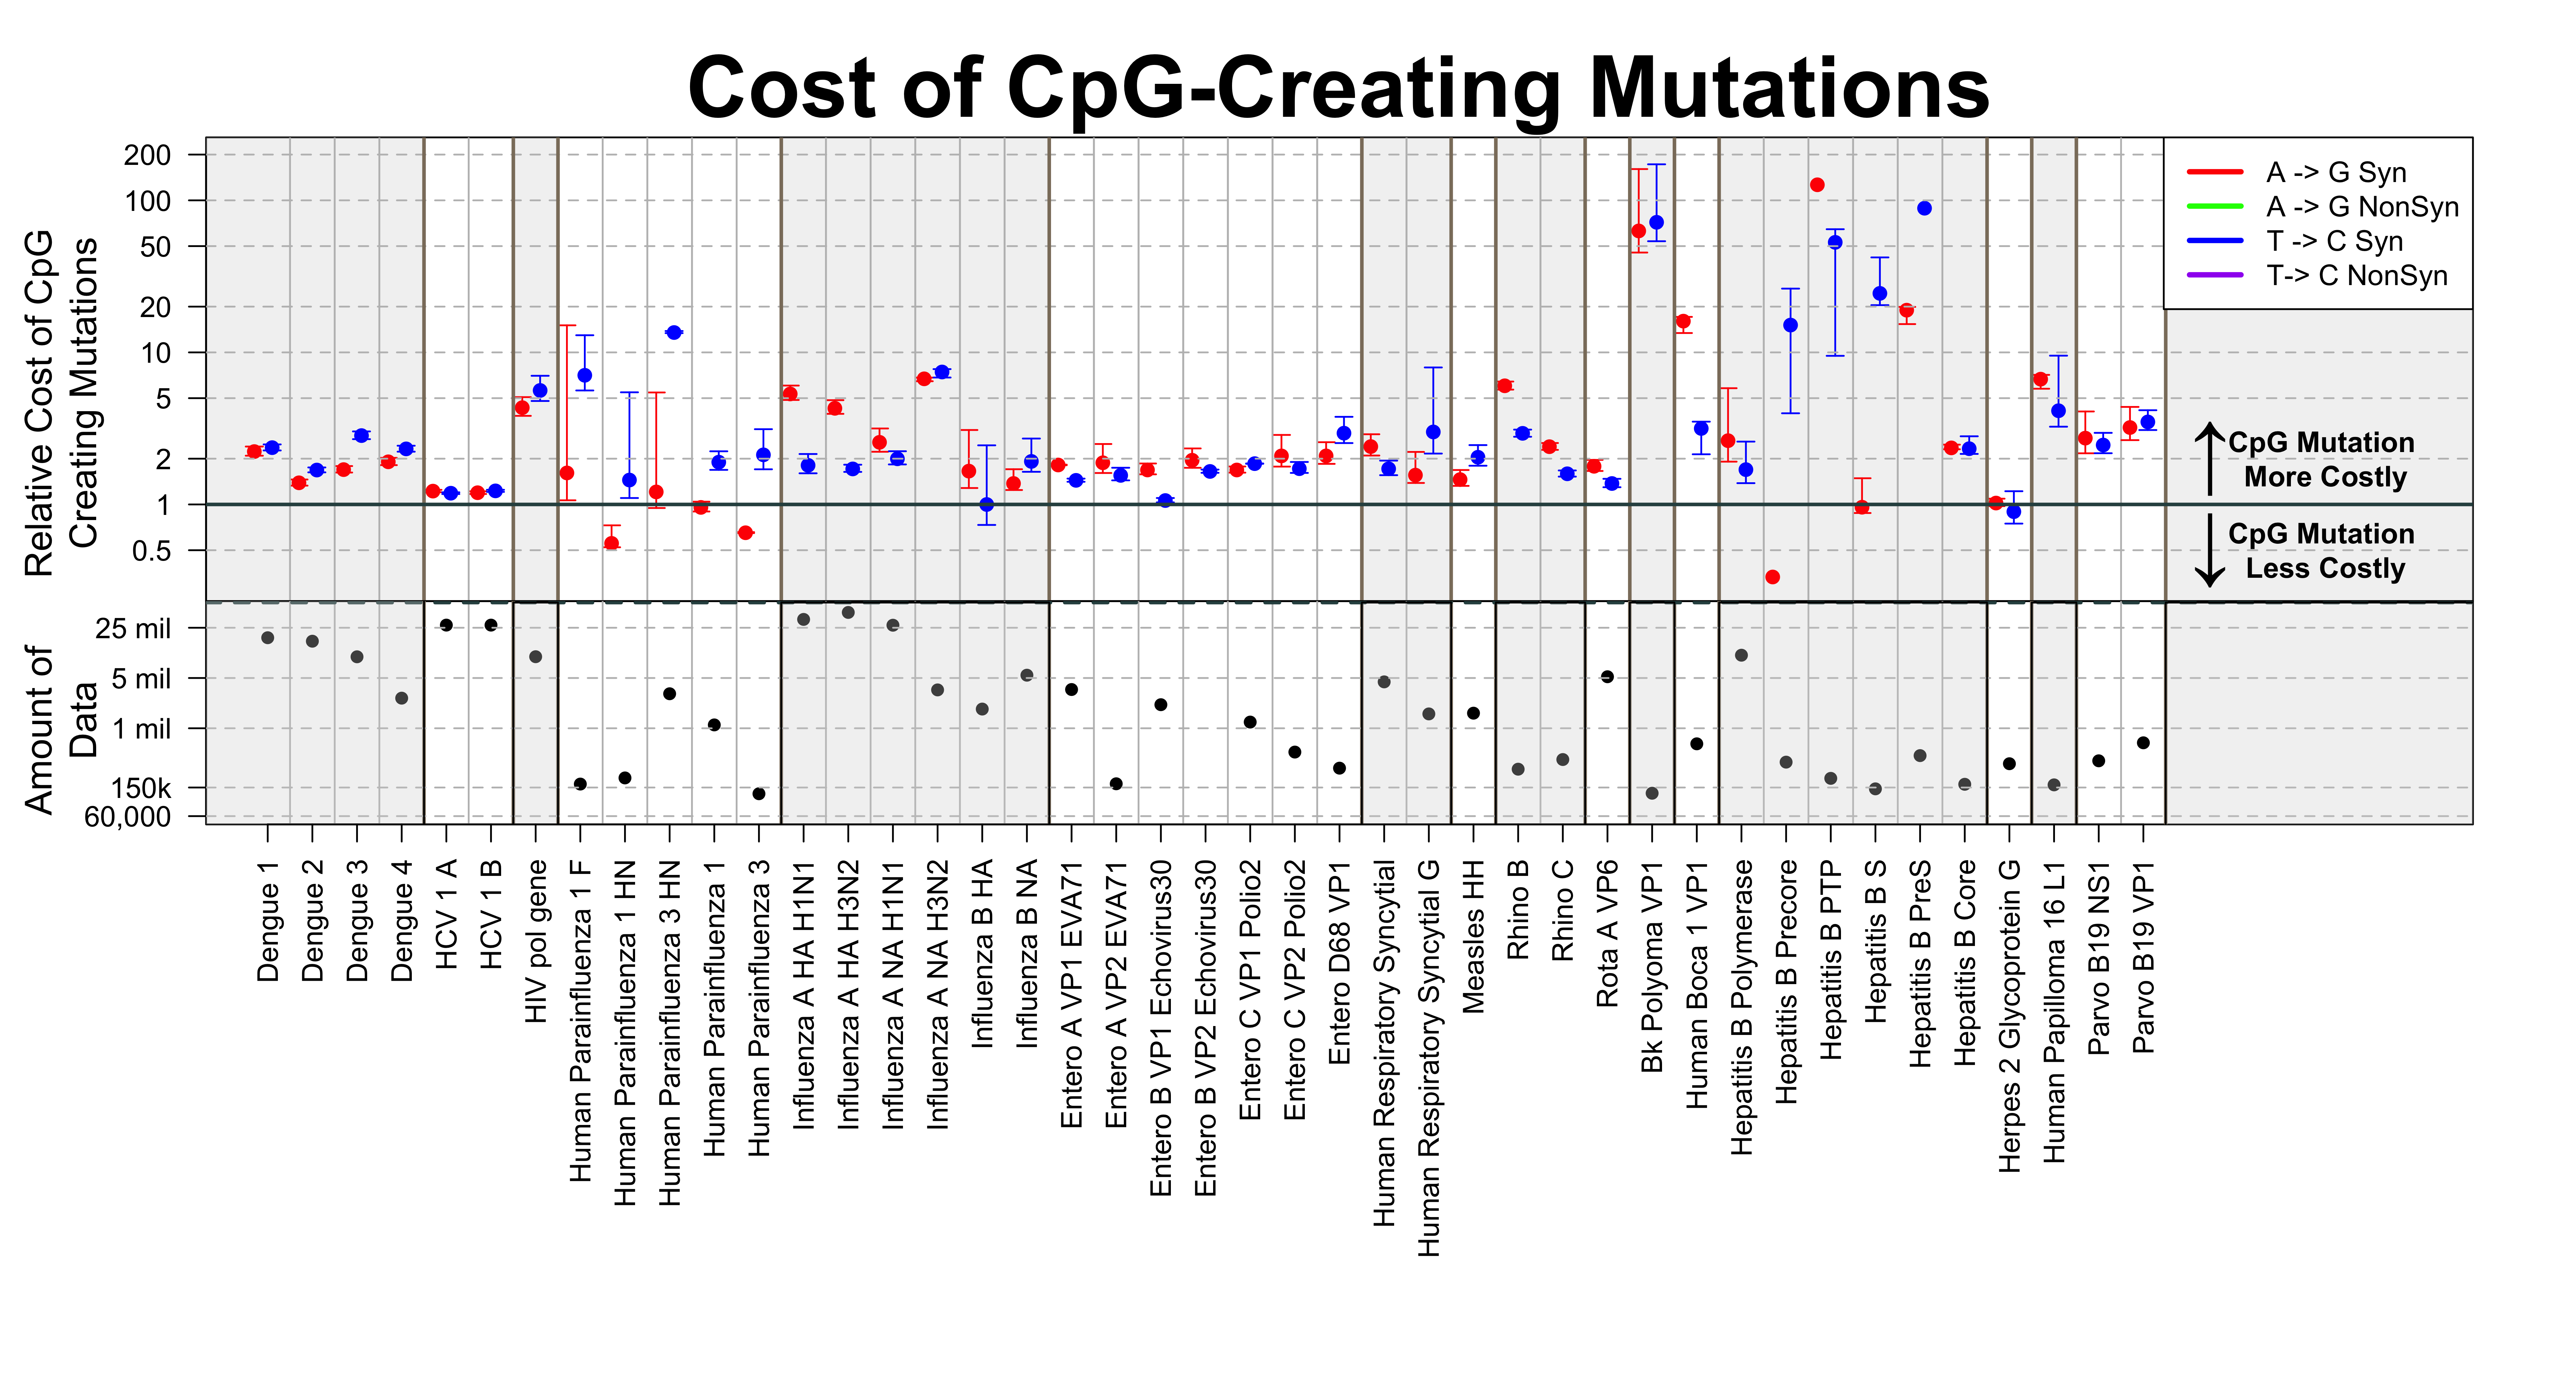 Cost of CpG-Creating Mutations
Relative Cost of CpG
Creating Mutations
200
100
50
20
10
5
2
1
0.5
A -> G Syn
A -> G NonSyn
T -> C Syn
T-> C NonSyn
CpG Mutation
More Costly
CpG Mutation
Less Costly
Amount of
Data
25 mil
5 mil
1 mil
150k
60,000
Dengue 1
Dengue 2
Dengue 3
Dengue 4
HCV 1 A
HCV 1 B
HIV pol gene
Human Parainfluenza 1 F
Human Parainfluenza 1 HN
Human Parainfluenza 3 HN
Human Parainfluenza 1
Human Parainfluenza 3
Influenza A HA H1N1
Influenza A HA H3N2
Influenza A NA H1N1
Influenza A NA H3N2
Influenza B HA
Influenza B NA
Entero A VP1 EVA71
Entero A VP2 EVA71
Entero B VP1 Echovirus30
Entero B VP2 Echovirus30
Entero C VP1 Polio2
Entero C VP2 Polio2
Entero D68 VP1
Human Respiratory Syncytial
Human Respiratory Syncytial G
Measles HH
Rhino B
Rhino C
Rota A VP6
Bk Polyoma VP1
Human Boca 1 VP1
Hepatitis B Polymerase
Hepatitis B Precore
Hepatitis B PTP
Hepatitis B S
Hepatitis B PreS
Hepatitis B Core
Herpes 2 Glycoprotein G
Human Papilloma 16 L1
Parvo B19 NS1
Parvo B19 VP1